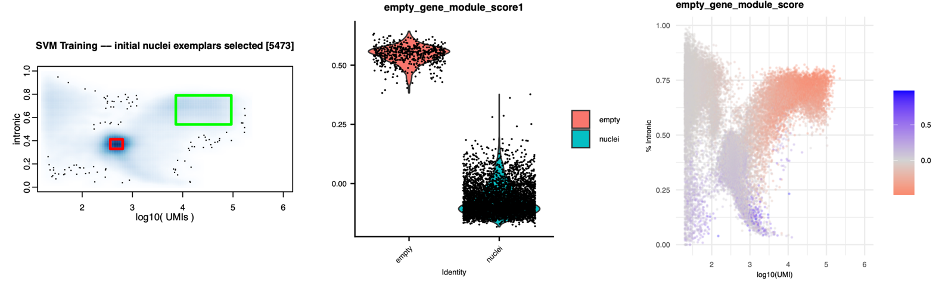 SVM Training — initial nuclei exemplars selected [5473]
intronic
1.0
0.8
0.6
0.4
0.2
0.0
2
3
4
5
6
log10( UMIs )
empty_gene_module_score1
0.50
0.25
0.00
empty
nuclei
Identity
empty
nuclei
empty_gene_module_score
% Intronic
1.00
0.75
0.50
0.25
0.00
2
3
4
5
6
log10(UMI)
0.5
0.0